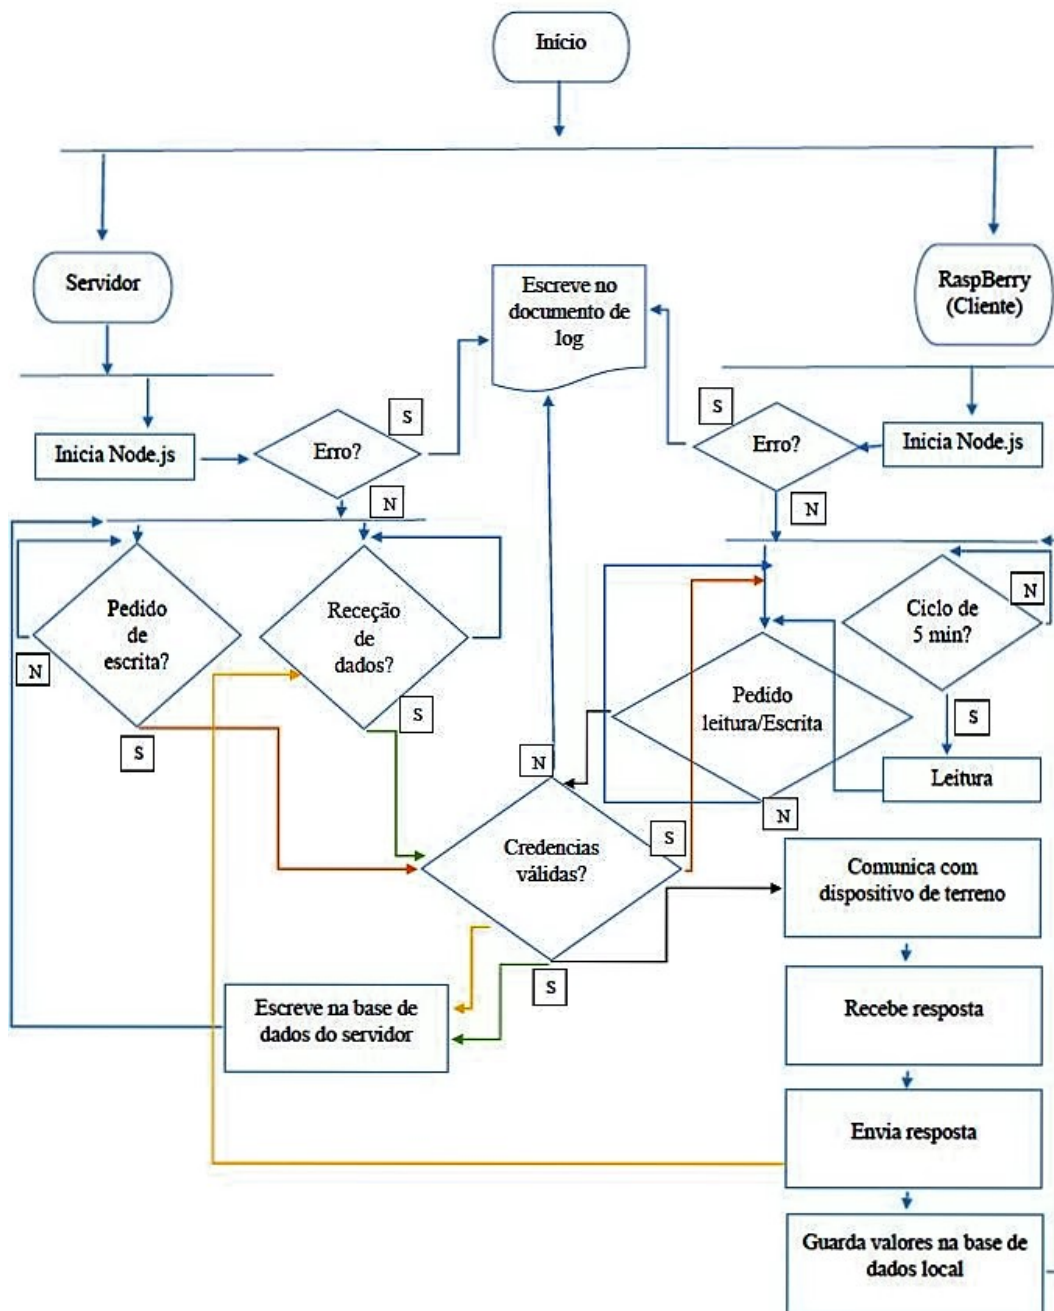 Início
Servidor
Escreve no
documento de
log
RaspBerry
(Cliente)
S
S
Inicia Node.js
Erro?
Erro?
Inicia Node.js
N
N
Pedido
de
escrita?
Receção
de
dados?
Ciclo de
5 min?
N
N
S
S
S
Pedido
leitura/Escrita
Leitura
N
N
Credencias
válidas?
S
Comunica com
dispositivo de terreno
S
Escreve na base de
dados do servidor
Recebe resposta
Envia resposta
Guarda valores na base de
dados local